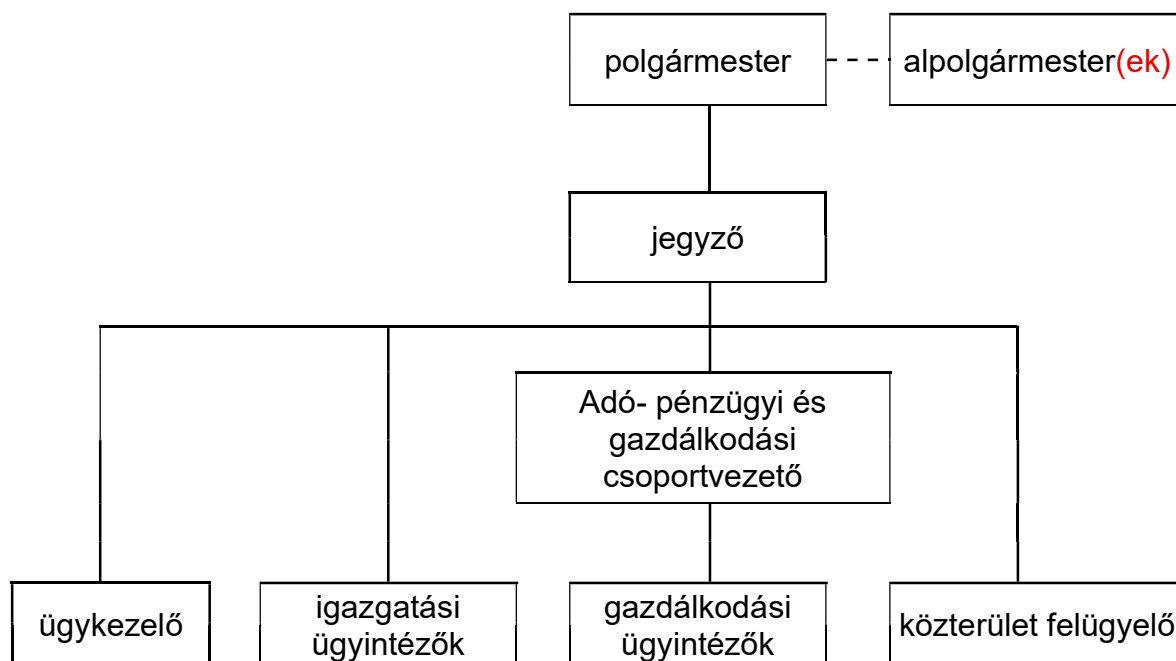 polgármester
alpolgármester(ek)
jegyző
Adó- pénzügyi és
gazdálkodási
csoportvezető
ügykezelő
igazgatási
ügyintézők
gazdálkodási
ügyintézők
közterület felügyelő